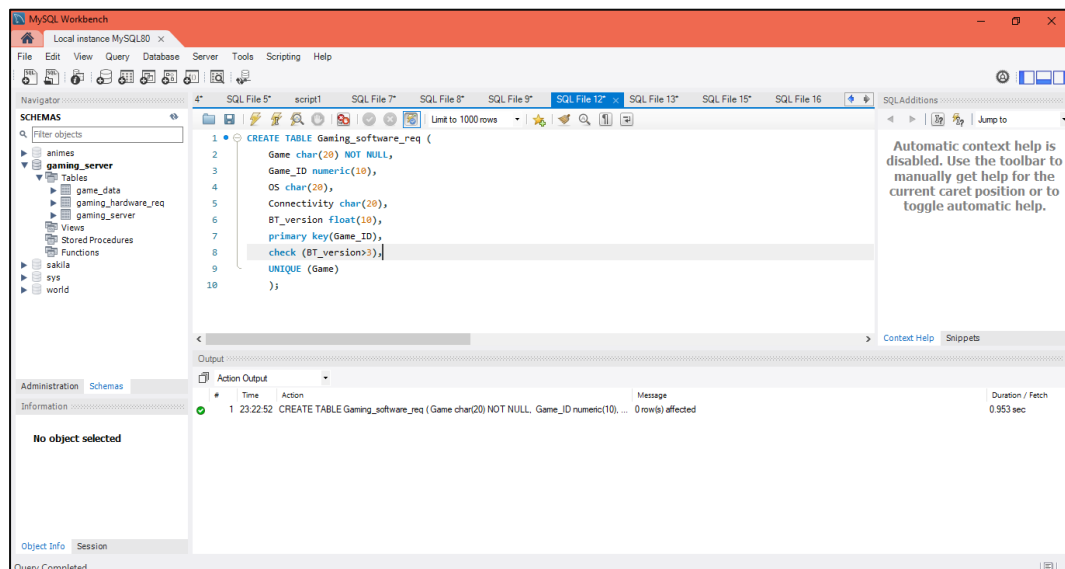 MySQL Workbench
Local instance MySQL80 ×
File Edit View Query Database Server Tools Scripting Help
Navigator
SCHEMAS
Filter objects
animes
gaming_server
Tables
game_data
gaming_hardware_req
gaming_server
Views
Stored Procedures
Functions
sakila
sys
world
Administration Schemas
Information
No object selected
Object Info Session
4* SQL File 5* script1 SQL File 7* SQL File 8* SQL File 9* SQL File 12* × SQL File 13* SQL File 15* SQL File 16
Limit to 1000 rows
1 CREATE TABLE Gaming_software_req (
2 Game char(20) NOT NULL,
3 Game_ID numeric(10),
4 OS char(20),
5 Connectivity char(20),
6 BT_version float(10),
7 primary key(Game_ID),
8 check (BT_version>3),
9 UNIQUE (Game)
10 );
SQLAdditions
Jump to
Automatic context help is
disabled. Use the toolbar to
manually get help for the
current caret position or to
toggle automatic help.
Context Help Snippets
Output
Action Output
# Time Action Message Duration / Fetch
1 23:22:52 CREATE TABLE Gaming_software_req ( Game char(20) NOT NULL, Game_ID numeric(10), ... 0 row(s) affected 0.953 sec
Query Completed